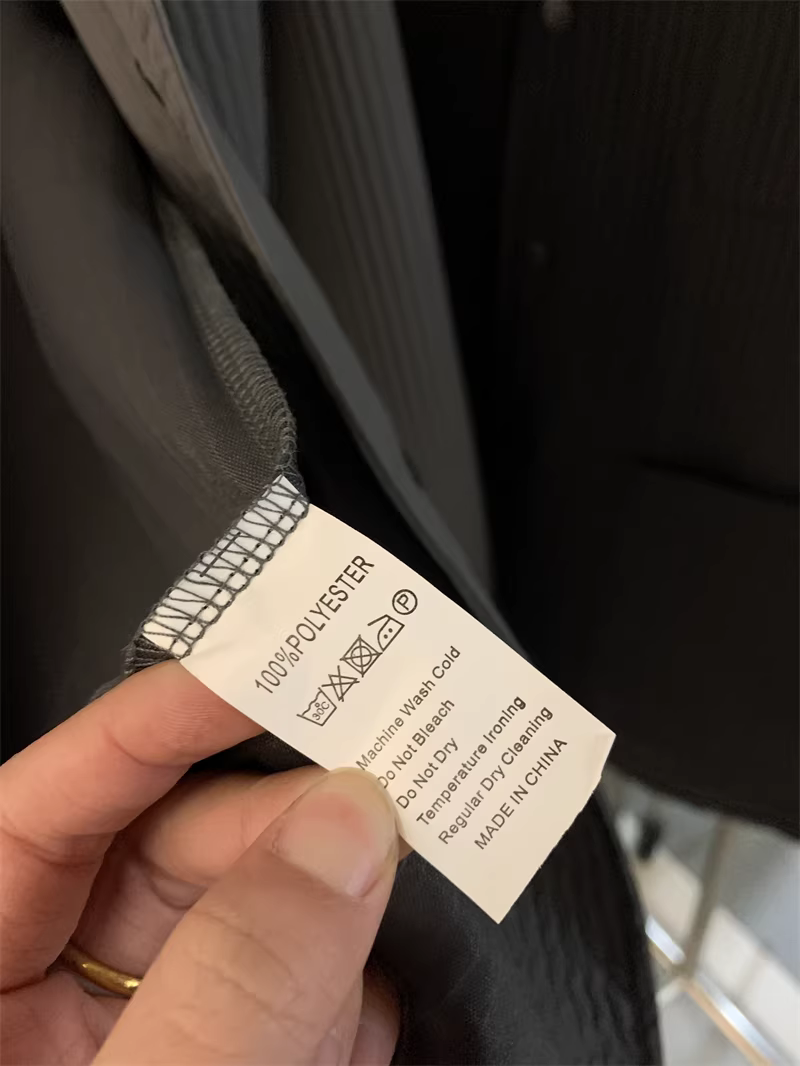 100%POLYESTER
30C P
Machine Wash Cold
Do Not Bleach
Do Not Dry
Temperature Ironing
Regular Dry Cleaning
MADE IN CHINA